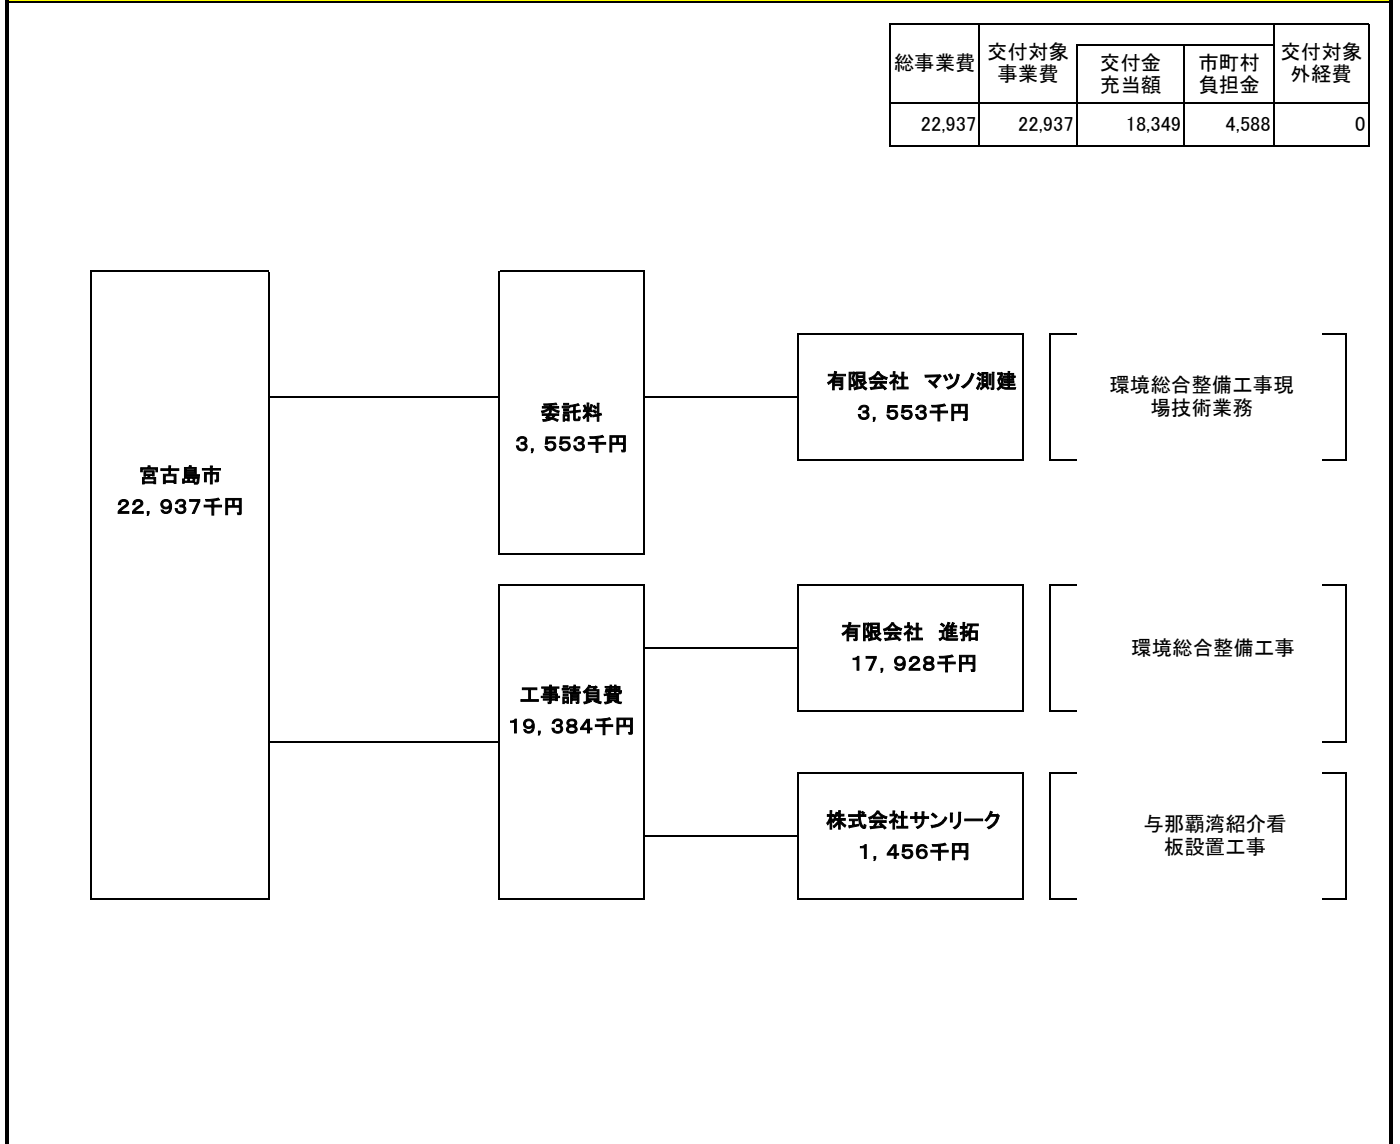 総事業費
交付対象
事業費
交付金
充当額
市町村
負担金
交付対象
外経費
22,937
22,937
18,349
4,588
0
宮古島市
22，937千円
委託料
3，553千円
有限会社　マツノ測建
3，553千円
環境総合整備工事現
場技術業務
工事請負費
19，384千円
有限会社　進拓
17，928千円
環境総合整備工事
株式会社サンリーク
1，456千円
与那覇湾紹介看
板設置工事